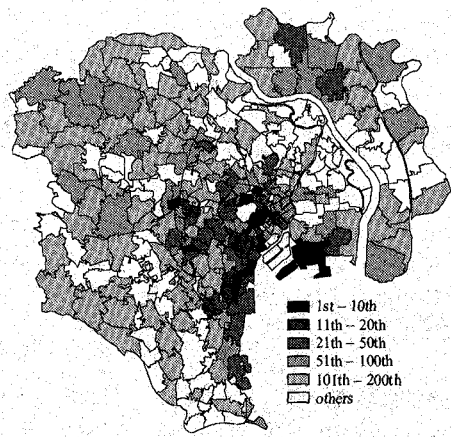 1st – 10th
11th – 20th
21th – 50th
51th – 100th
101th – 200th
others